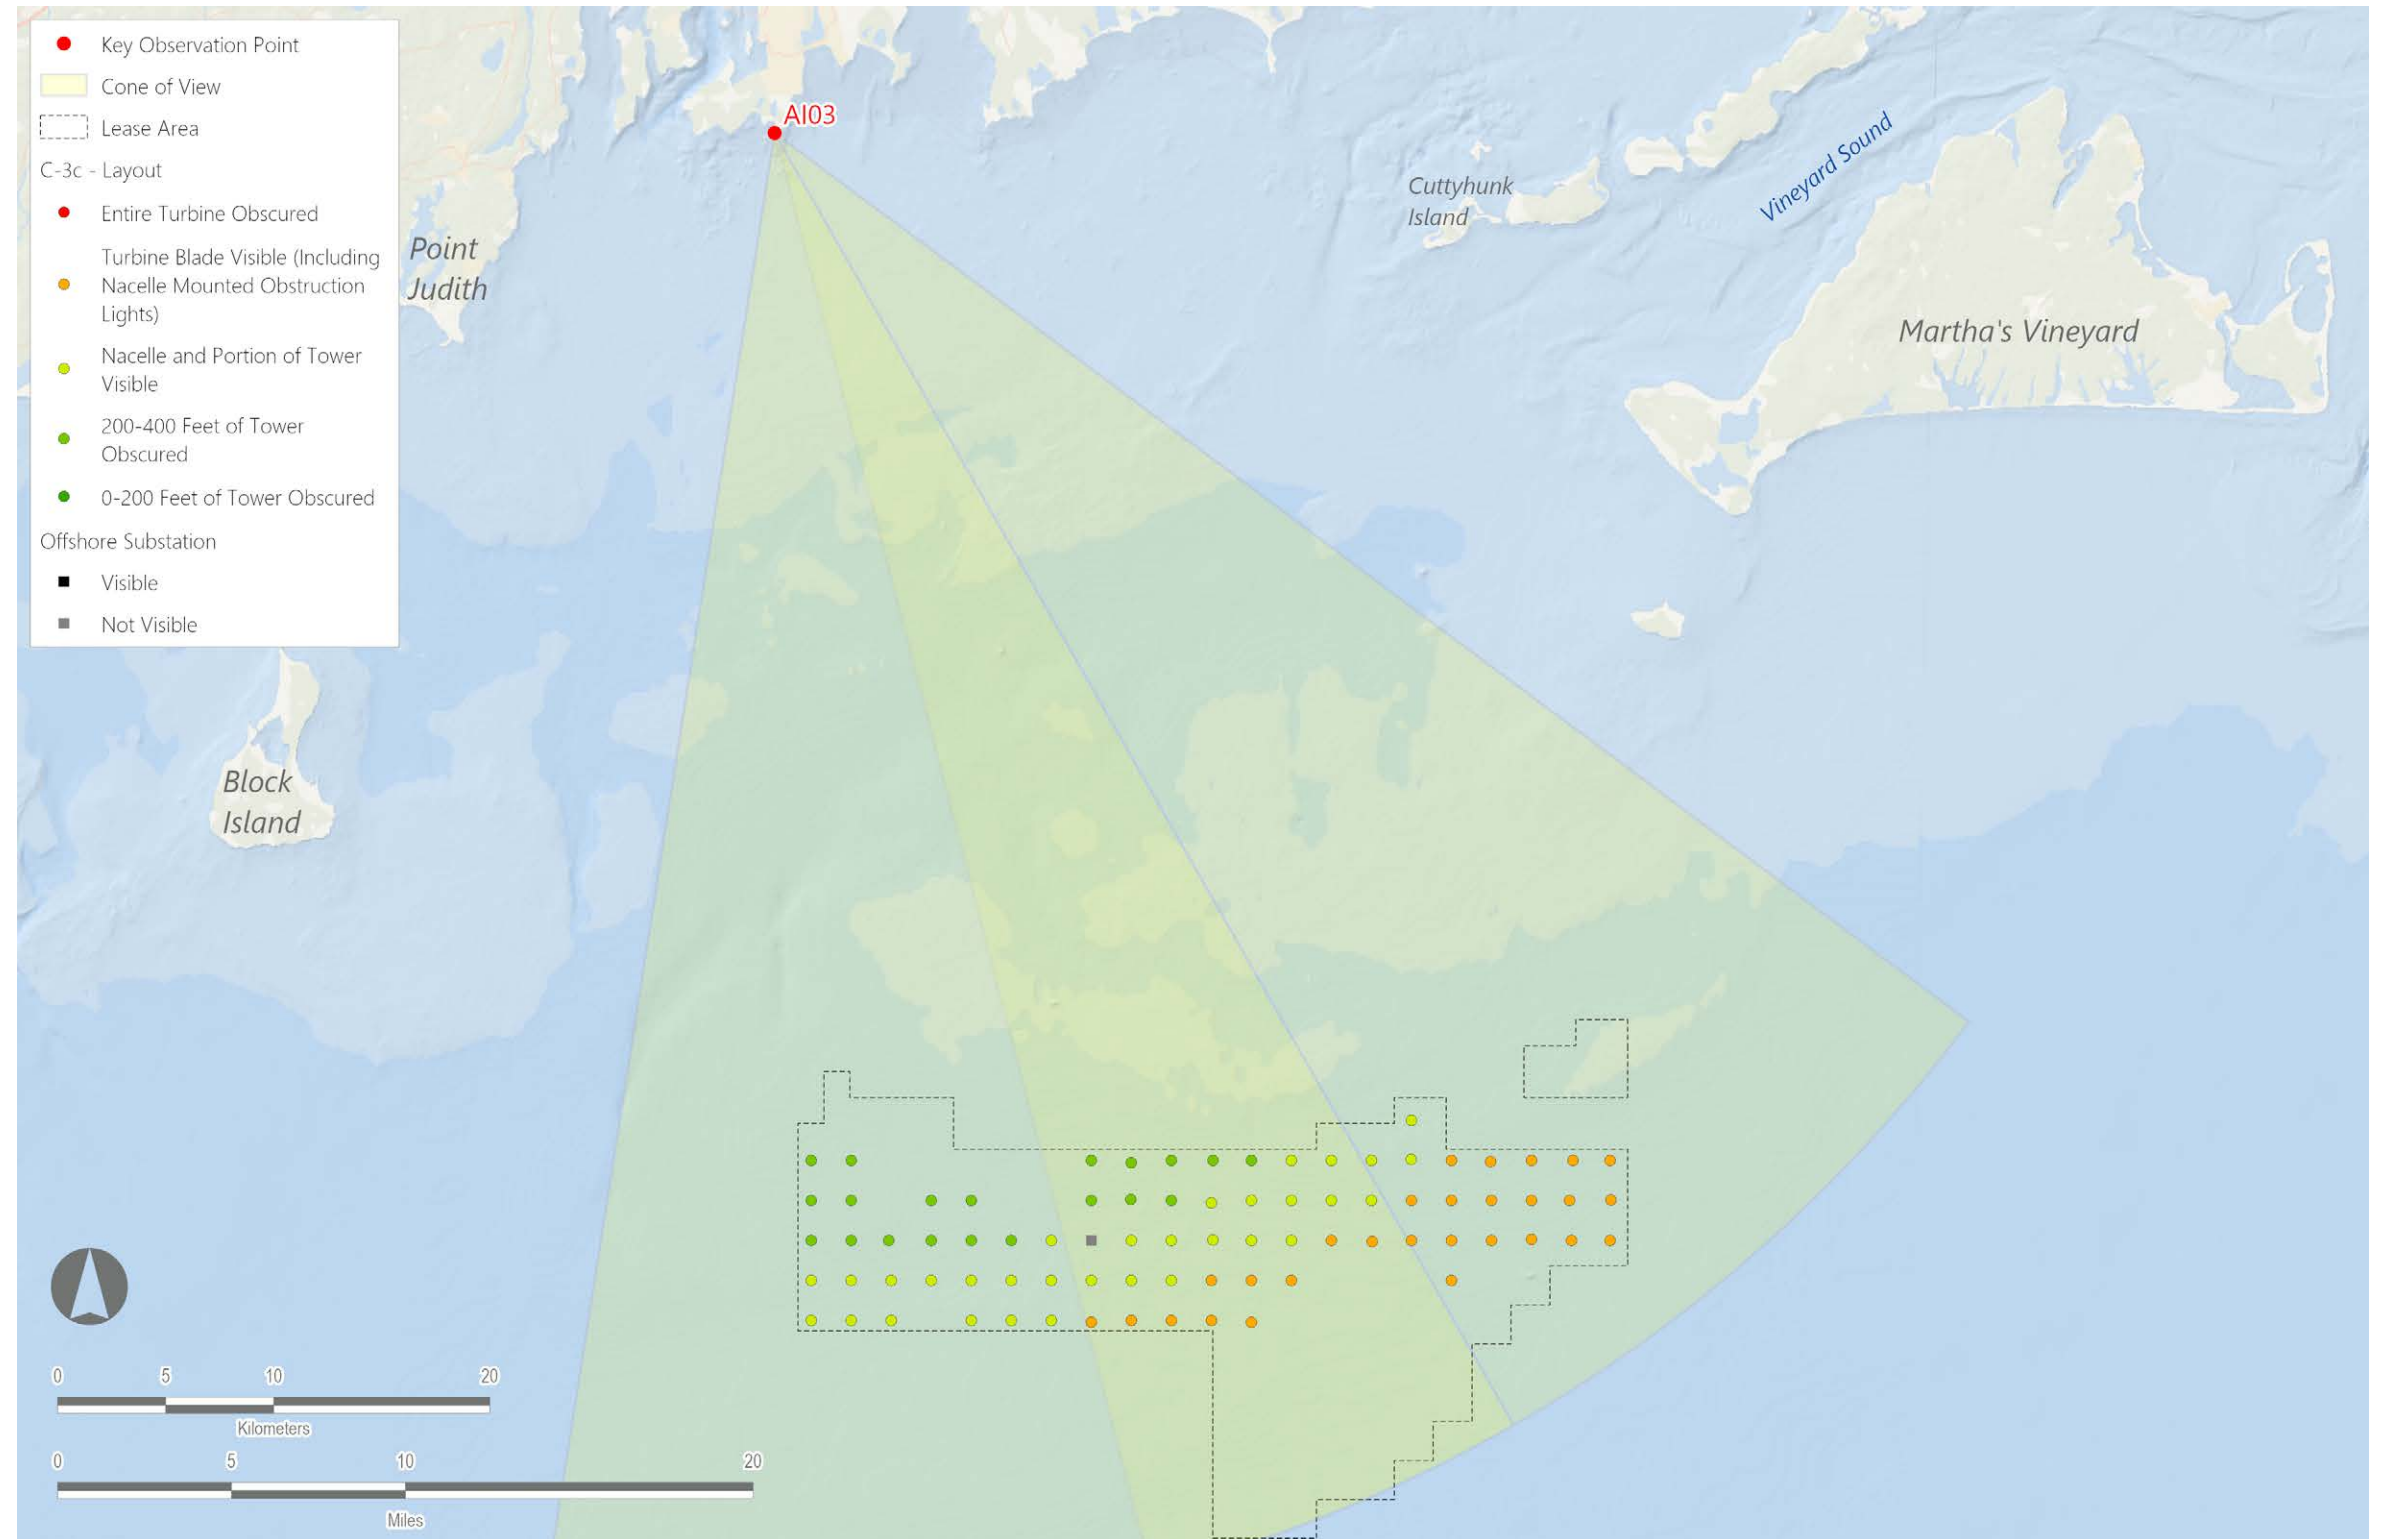 Key Observation Point
Cone of View
Lease Area
C-3c - Layout
Entire Turbine Obscured
Turbine Blade Visible (Including
Nacelle Mounted Obstruction
Lights)
Nacelle and Portion of Tower
Visible
200-400 Feet of Tower
Obscured
0-200 Feet of Tower Obscured
Offshore Substation
Visible
Not Visible
AI03
Point
Judith
Cuttyhunk
Island
Vineyard Sound
Martha's Vineyard
Block
Island
0 5 10 20
Kilometers
0 5 10 20
Miles